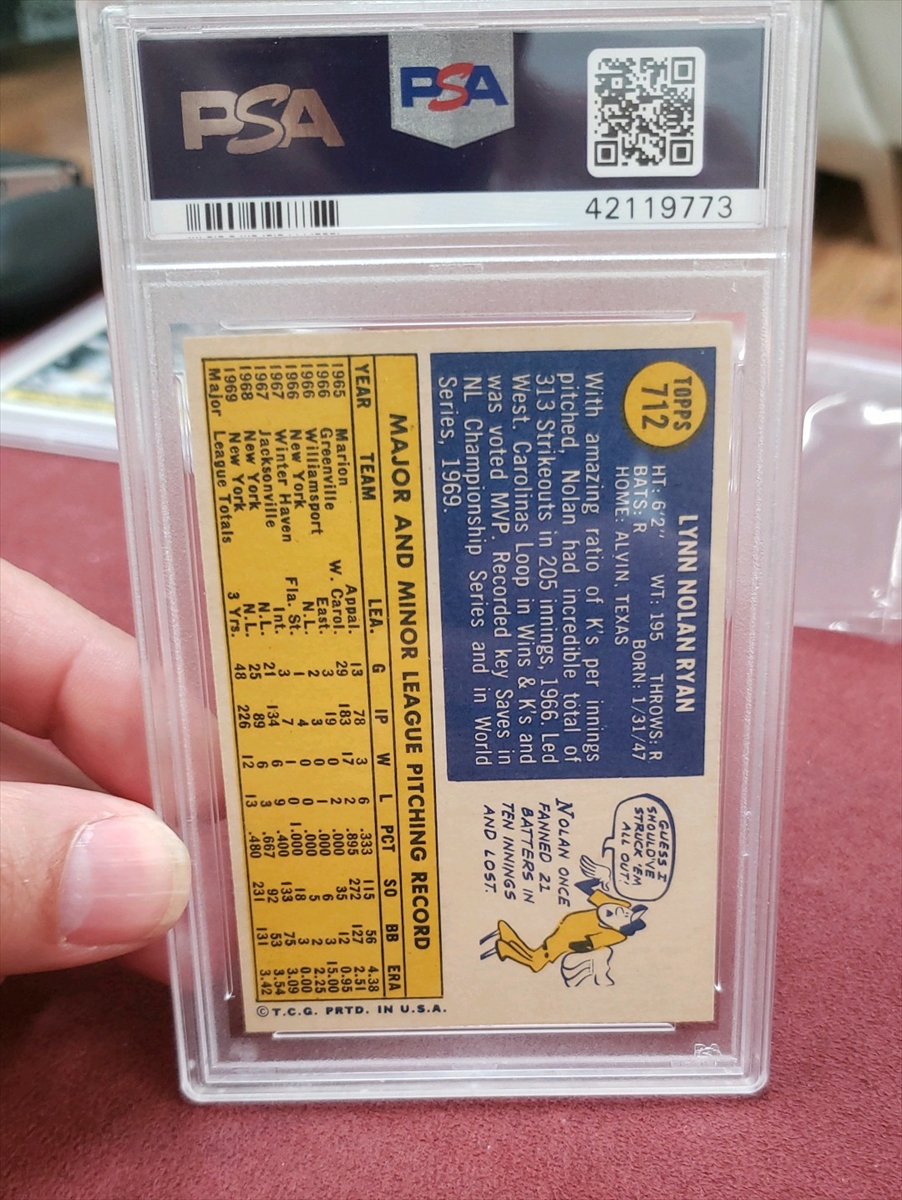 PSA
PSA
42119773
TOPPS
712
LYNN NOLAN RYAN
HT: 6'2" WT: 195 THROWS: R
BATS: R BORN: 1/31/47
HOME: ALVIN, TEXAS
With amazing ratio of K's per innings
pitched, Nolan had incredible total of
313 Strikeouts in 205 innings, 1966. Led
West. Carolinas Loop in Wins & K's and
was voted MVP. Recorded key Saves in
NL Championship Series and in World
Series, 1969.
GUESS I
SHOULD'VE
STRUCK 'EM
ALL OUT!
NOLAN ONCE
FANNED 21
BATTERS IN
TEN INNINGS
AND LOST.
MAJOR AND MINOR LEAGUE PITCHING RECORD
YEAR TEAM LEA. G IP W L PCT SO BB ERA
1965 Marion Appal. 13 78 3 6 .333 115 56 4.38
1966 Greenville W. Carol. 29 183 17 2 .895 272 127 2.51
1966 Williamsport East. 3 19 0 2 .000 35 12 0.95
1966 New York N.L. 2 3 0 1 .000 6 3 15.00
1967 Winter Haven Fla. St. 1 4 0 0 .000 5 2 2.25
1967 Jacksonville Int. 3 7 1 0 1.000 18 3 0.00
1968 New York N.L. 21 134 6 9 .400 133 75 3.09
1969 New York N.L. 25 89 6 3 .667 92 53 3.54
Major League Totals 3 Yrs. 48 226 12 13 .480 231 131 3.42
©T.C.G. PRTD. IN U.S.A.